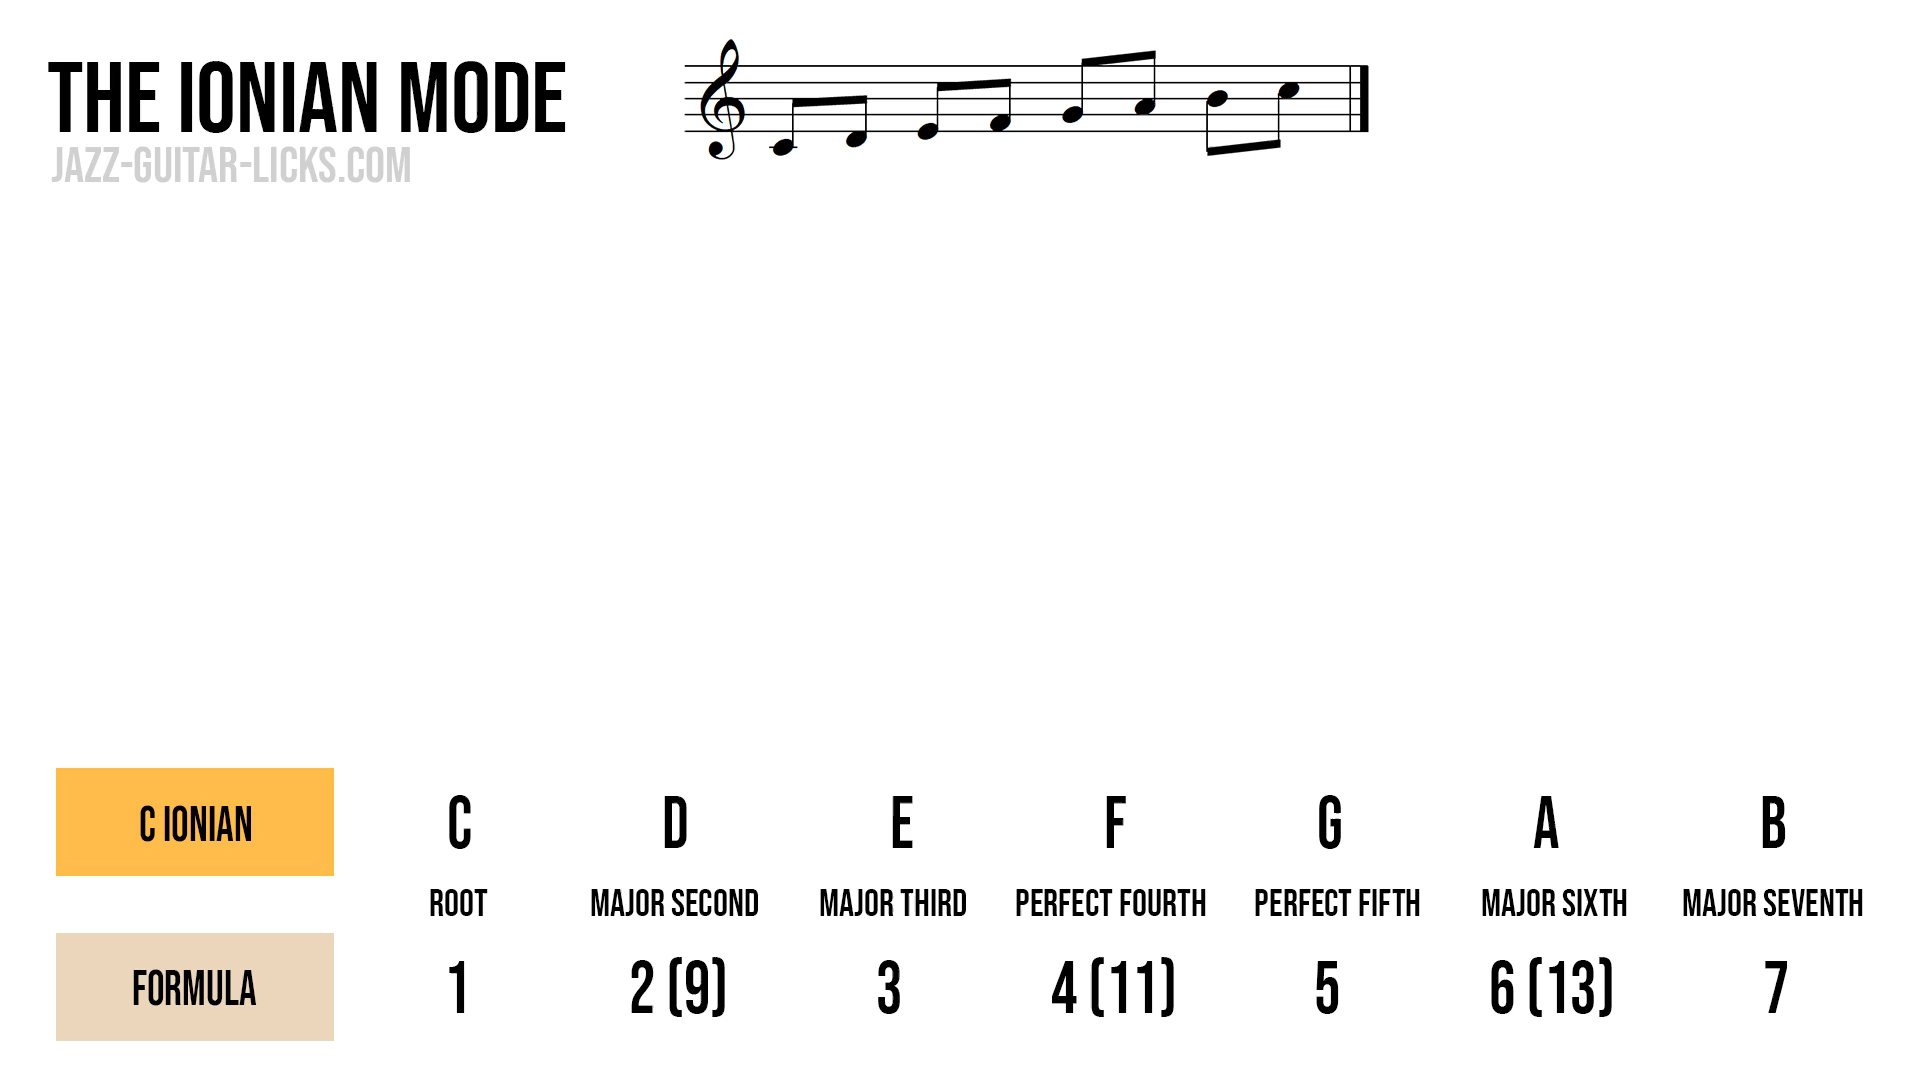 THE IONIAN MODE
JAZZ-GUITAR-LICKS.COM
C IONIAN C D E F G A B
ROOT MAJOR SECOND MAJOR THIRD PERFECT FOURTH PERFECT FIFTH MAJOR SIXTH MAJOR SEVENTH
FORMULA 1 2 (9) 3 4 (11) 5 6 (13) 7